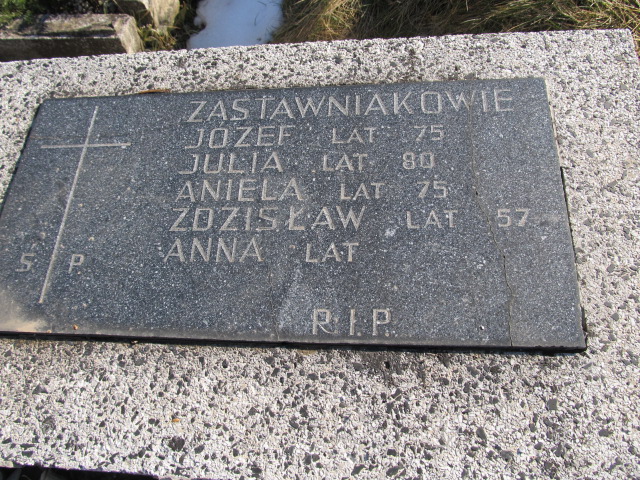 ZASTAWNIAKOWIE
JÓZEF LAT 75
JULIA LAT 80
ANIELA LAT 75
ZDZISŁAW LAT 57
ANNA LAT
S P
R.I.P.